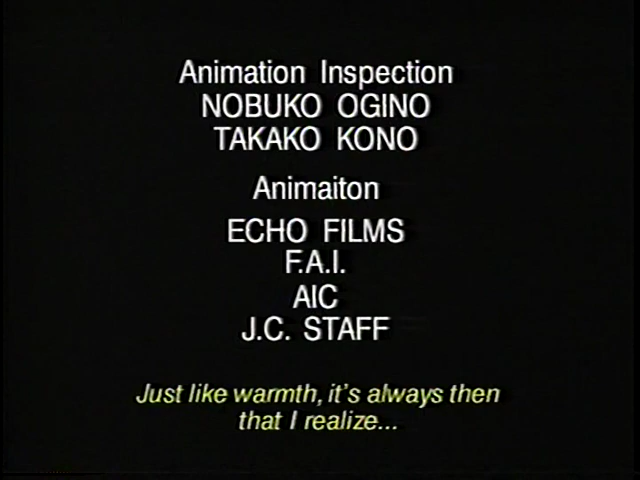 Animation Inspection
NOBUKO OGINO
TAKAKO KONO
Animaiton
ECHO FILMS
F.A.I.
AIC
J.C. STAFF
Just like warmth, it's always then
that I realize...